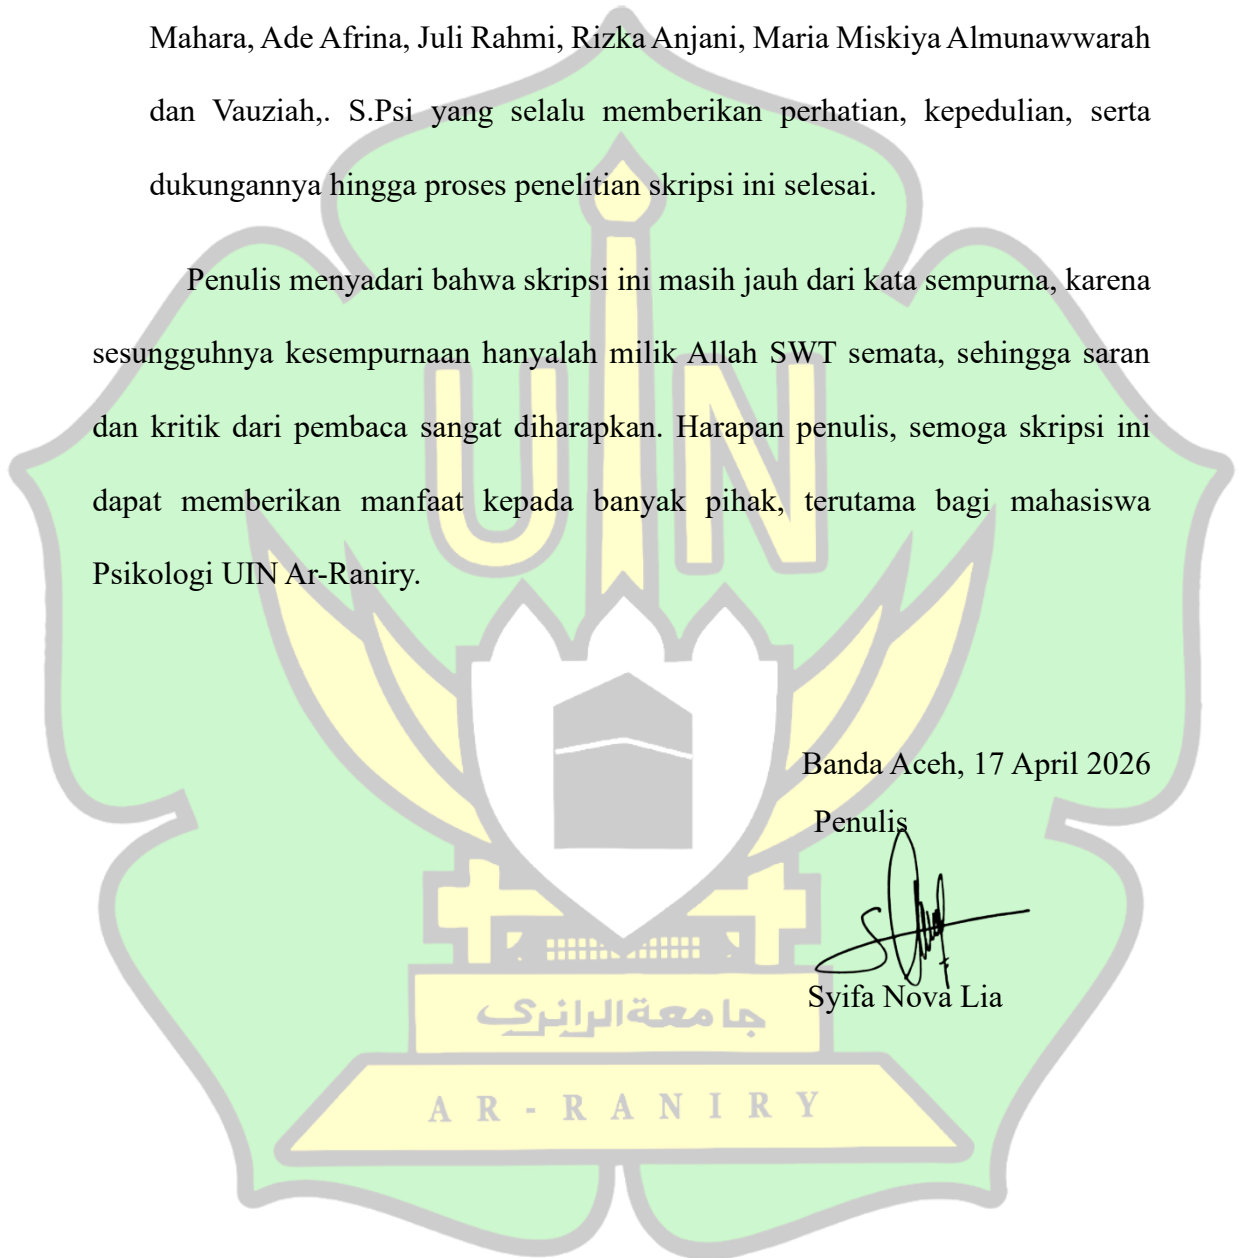 Mahara, Ade Afrina, Juli Rahmi, Rizka Anjani, Maria Miskiya Almunawwarah
dan Vauziah,. S.Psi yang selalu memberikan perhatian, kepedulian, serta
dukungannya hingga proses penelitian skripsi ini selesai.
Penulis menyadari bahwa skripsi ini masih jauh dari kata sempurna, karena
sesungguhnya kesempurnaan hanyalah milik Allah SWT semata, sehingga saran
dan kritik dari pembaca sangat diharapkan. Harapan penulis, semoga skripsi ini
dapat memberikan manfaat kepada banyak pihak, terutama bagi mahasiswa
Psikologi UIN Ar-Raniry.
UIN
Banda Aceh, 17 April 2026
Penulis
Syifa Nova Lia
جامعة الرانري
AR-RANIRY